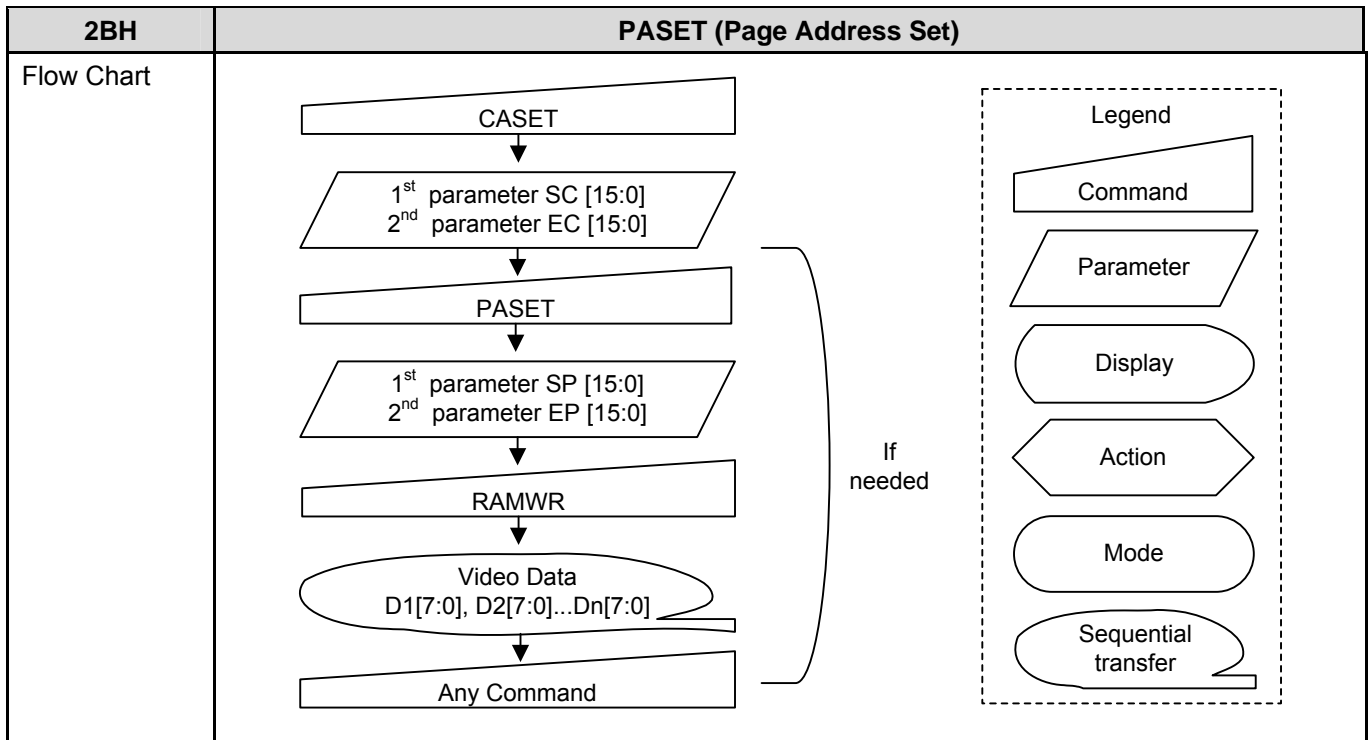 2BH
PASET (Page Address Set)
Flow Chart
CASET
1st parameter SC [15:0]
2nd parameter EC [15:0]
PASET
1st parameter SP [15:0]
2nd parameter EP [15:0]
RAMWR
Video Data
D1[7:0], D2[7:0]...Dn[7:0]
Any Command
If
needed
Legend
Command
Parameter
Display
Action
Mode
Sequential
transfer